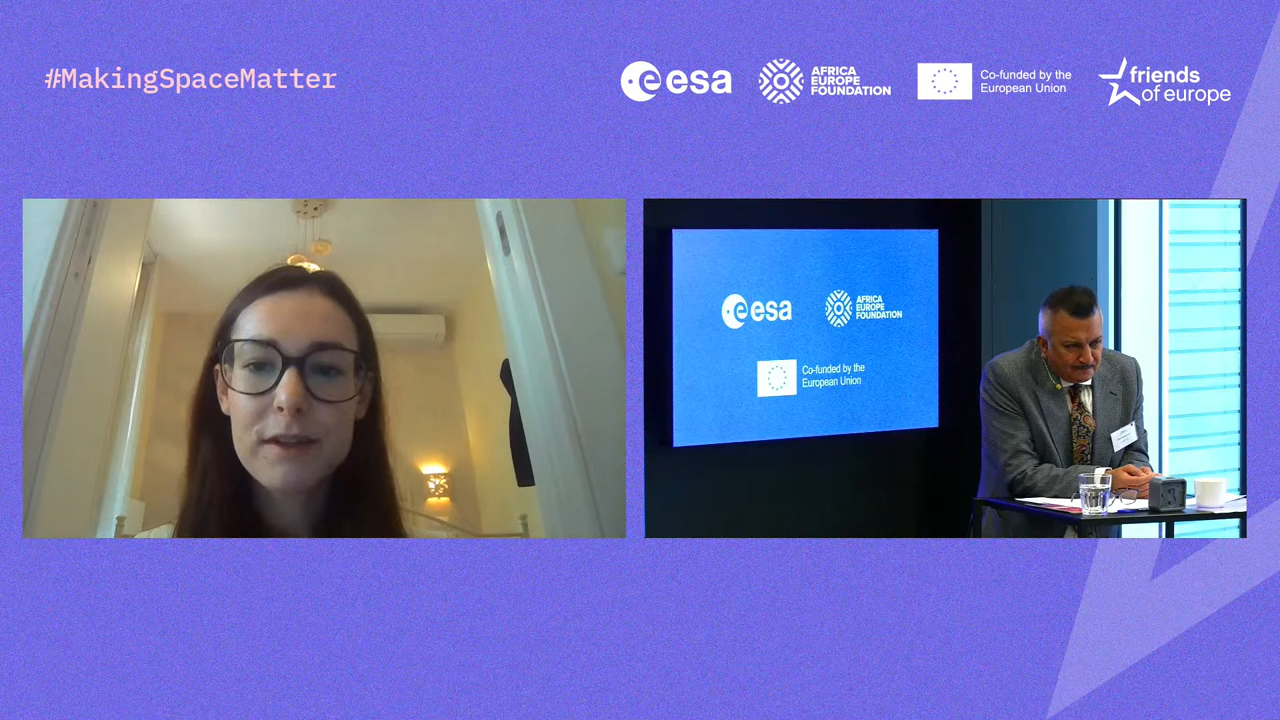 #MakingSpaceMatter
esa
AFRICA
EUROPE
FOUNDATION
Co-funded by the
European Union
friends
of europe
esa
AFRICA
EUROPE
FOUNDATION
Co-funded by the
European Union